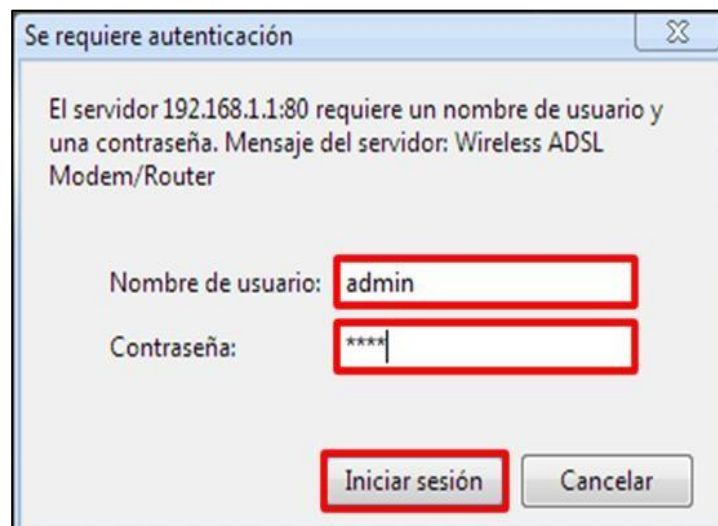 Se requiere autenticación
El servidor 192.168.1.1:80 requiere un nombre de usuario y
una contraseña. Mensaje del servidor: Wireless ADSL
Modem/Router
Nombre de usuario: admin
Contraseña: ****
Iniciar sesión Cancelar